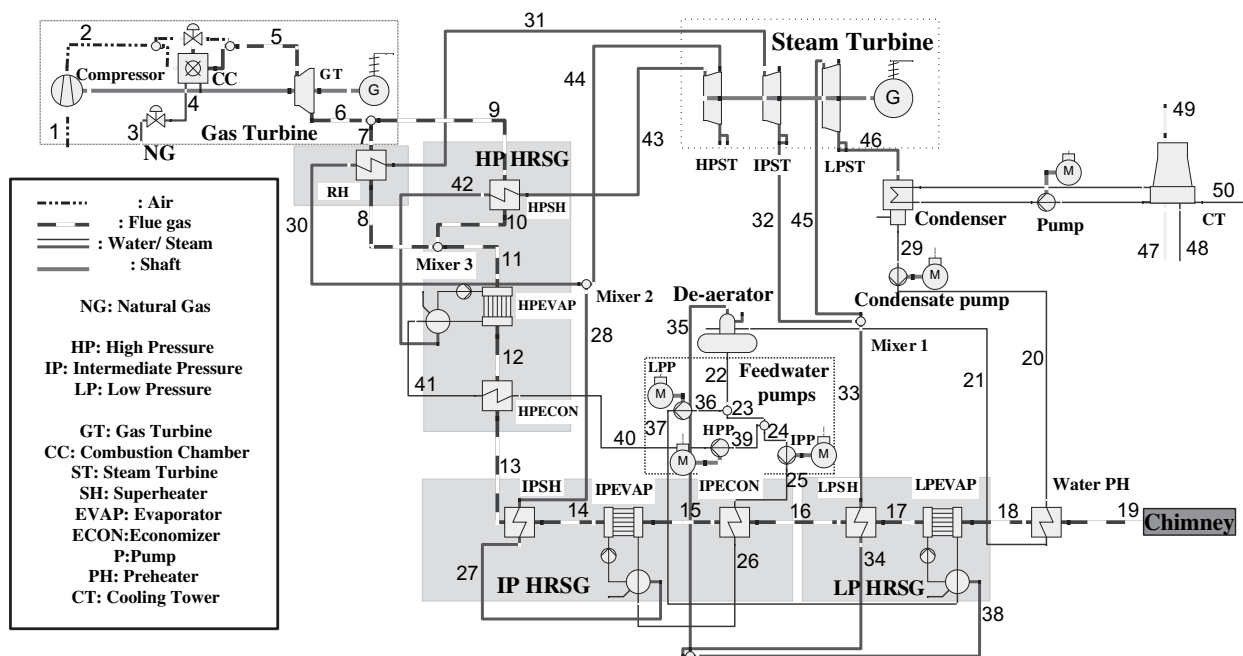 31
2
5
Steam Turbine
44
Compressor
CC
GT
G
G
4
9
49
6
1
3
Gas Turbine
7
43
46
NG
HP HRSG
HPST
IPST
LPST
M
RH
42
HPSH
50
: Air
30
8
10
32
45
Condenser
Pump
CT
: Flue gas
: Water/ Steam
29
47
48
: Shaft
Mixer 3
11
M
Mixer 2
De-aerator
Condensate pump
NG: Natural Gas
HPEVAP
35
28
Mixer 1
HP: High Pressure
12
20
IP: Intermediate Pressure
LPP
22
Feedwater
21
LP: Low Pressure
41
M
pumps
33
36
23
HPECON
37
24
GT: Gas Turbine
40
HPP
39
IPP
CC: Combustion Chamber
M
M
ST: Steam Turbine
13
25
SH: Superheater
IPSH
IPEVAP
IPECON
LPSH
LPEVAP
Water PH
EVAP: Evaporator
14
15
16
17
18
19
Chimney
ECON:Economizer
P:Pump
26
34
PH: Preheater
27
CT: Cooling Tower
IP HRSG
LP HRSG
38